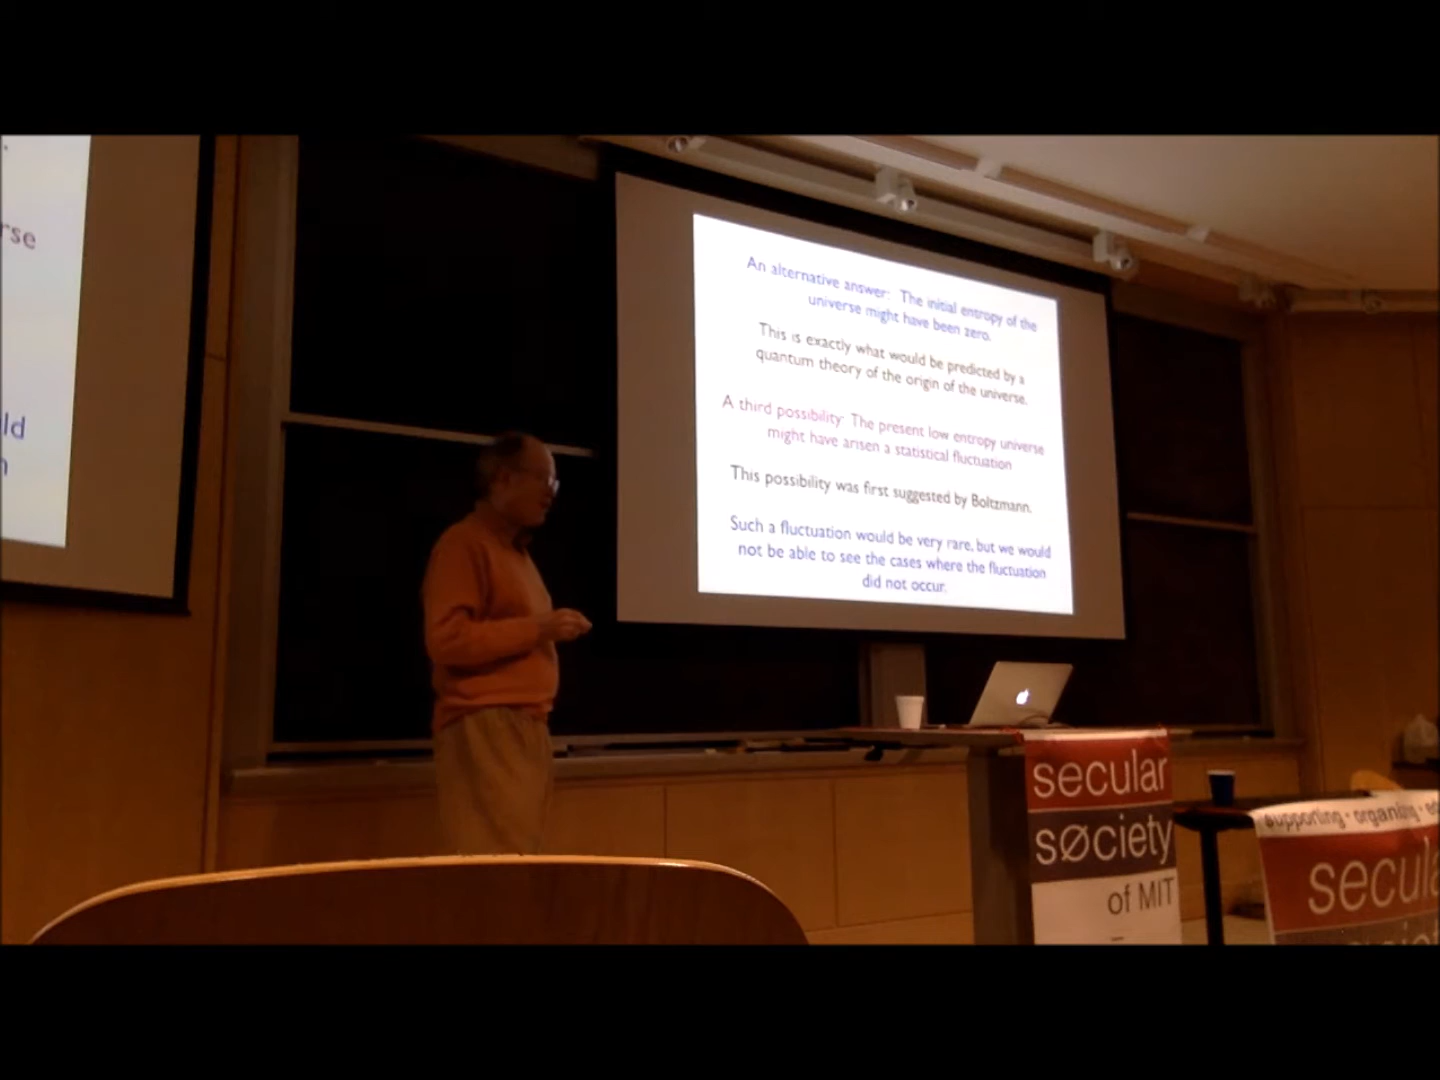 rse
ld
An alternative answer: The initial entropy of the
universe might have been zero.
This is exactly what would be predicted by a
quantum theory of the origin of the universe.
A third possibility: The present low entropy universe
might have arisen a statistical fluctuation
This possibility was first suggested by Boltzmann.
Such a fluctuation would be very rare, but we would
not be able to see the cases where the fluctuation
did not occur.
secular
søciety
of MIT
supporting · organizing · ed
secula